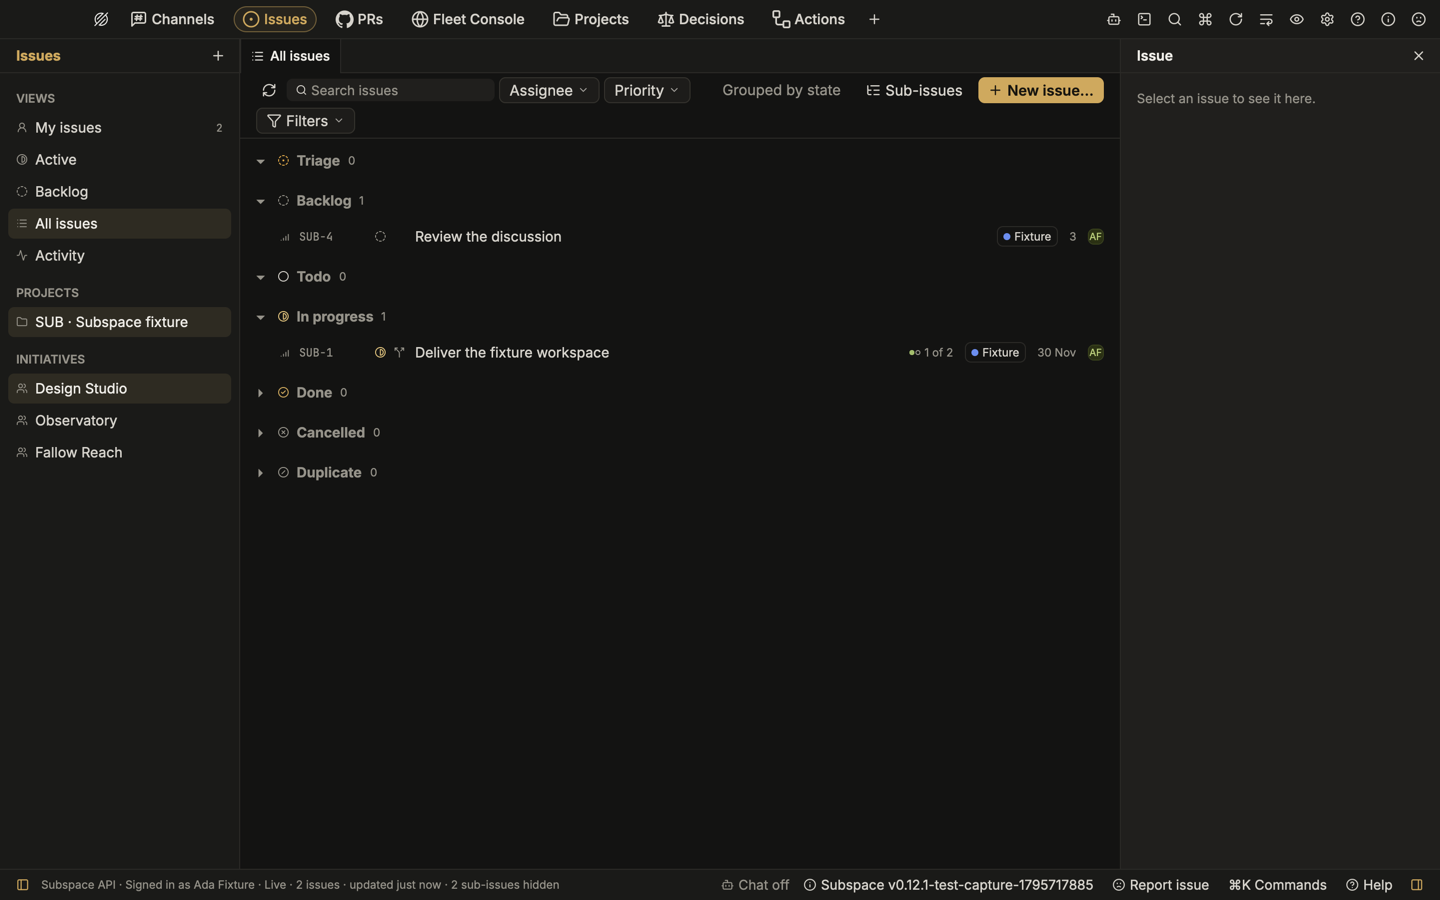 Channels
Issues
PRs
Fleet Console
Projects
Decisions
Actions
Issues
VIEWS
My issues 2
Active
Backlog
All issues
Activity
PROJECTS
SUB · Subspace fixture
INITIATIVES
Design Studio
Observatory
Fallow Reach
All issues
Search issues
Assignee
Priority
Grouped by state
Sub-issues
New issue...
Filters
Triage 0
Backlog 1
SUB-4 Review the discussion Fixture 3 AF
Todo 0
In progress 1
SUB-1 Deliver the fixture workspace 1 of 2 Fixture 30 Nov AF
Done 0
Cancelled 0
Duplicate 0
Issue
Select an issue to see it here.
Subspace API · Signed in as Ada Fixture · Live · 2 issues · updated just now · 2 sub-issues hidden
Chat off
Subspace v0.12.1-test-capture-1795717885
Report issue
⌘K Commands
Help